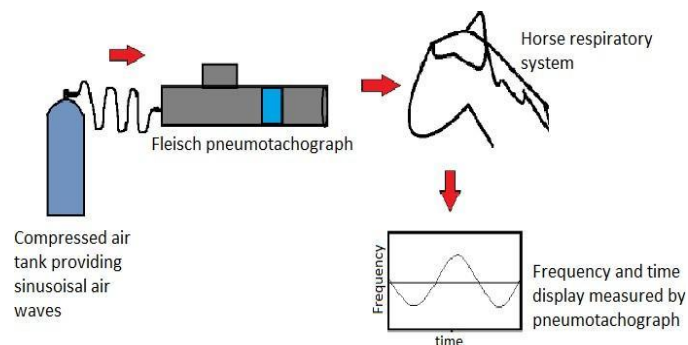 Horse respiratory
system
Fleisch pneumotachograph
Compressed air
tank providing
sinusoisal air
waves
Frequency
time
Frequency and time
display measured by
pneumotachograph